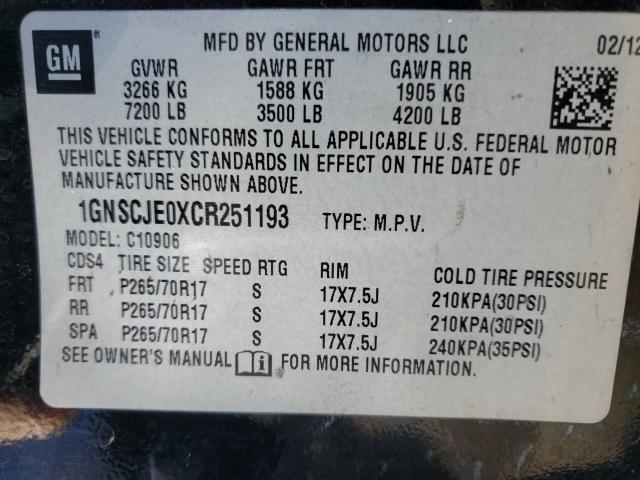 GM
MFD BY GENERAL MOTORS LLC 02/12
GVWR GAWR FRT GAWR RR
3266 KG 1588 KG 1905 KG
7200 LB 3500 LB 4200 LB
THIS VEHICLE CONFORMS TO ALL APPLICABLE U.S. FEDERAL MOTOR
VEHICLE SAFETY STANDARDS IN EFFECT ON THE DATE OF
MANUFACTURE SHOWN ABOVE.
1GNSCJE0XCR251193 TYPE: M.P.V.
MODEL: C10906
CDS4 TIRE SIZE SPEED RTG RIM COLD TIRE PRESSURE
FRT P265/70R17 S 17X7.5J 210KPA(30PSI)
RR P265/70R17 S 17X7.5J 210KPA(30PSI)
SPA P265/70R17 S 17X7.5J 240KPA(35PSI)
SEE OWNER'S MANUAL FOR MORE INFORMATION.